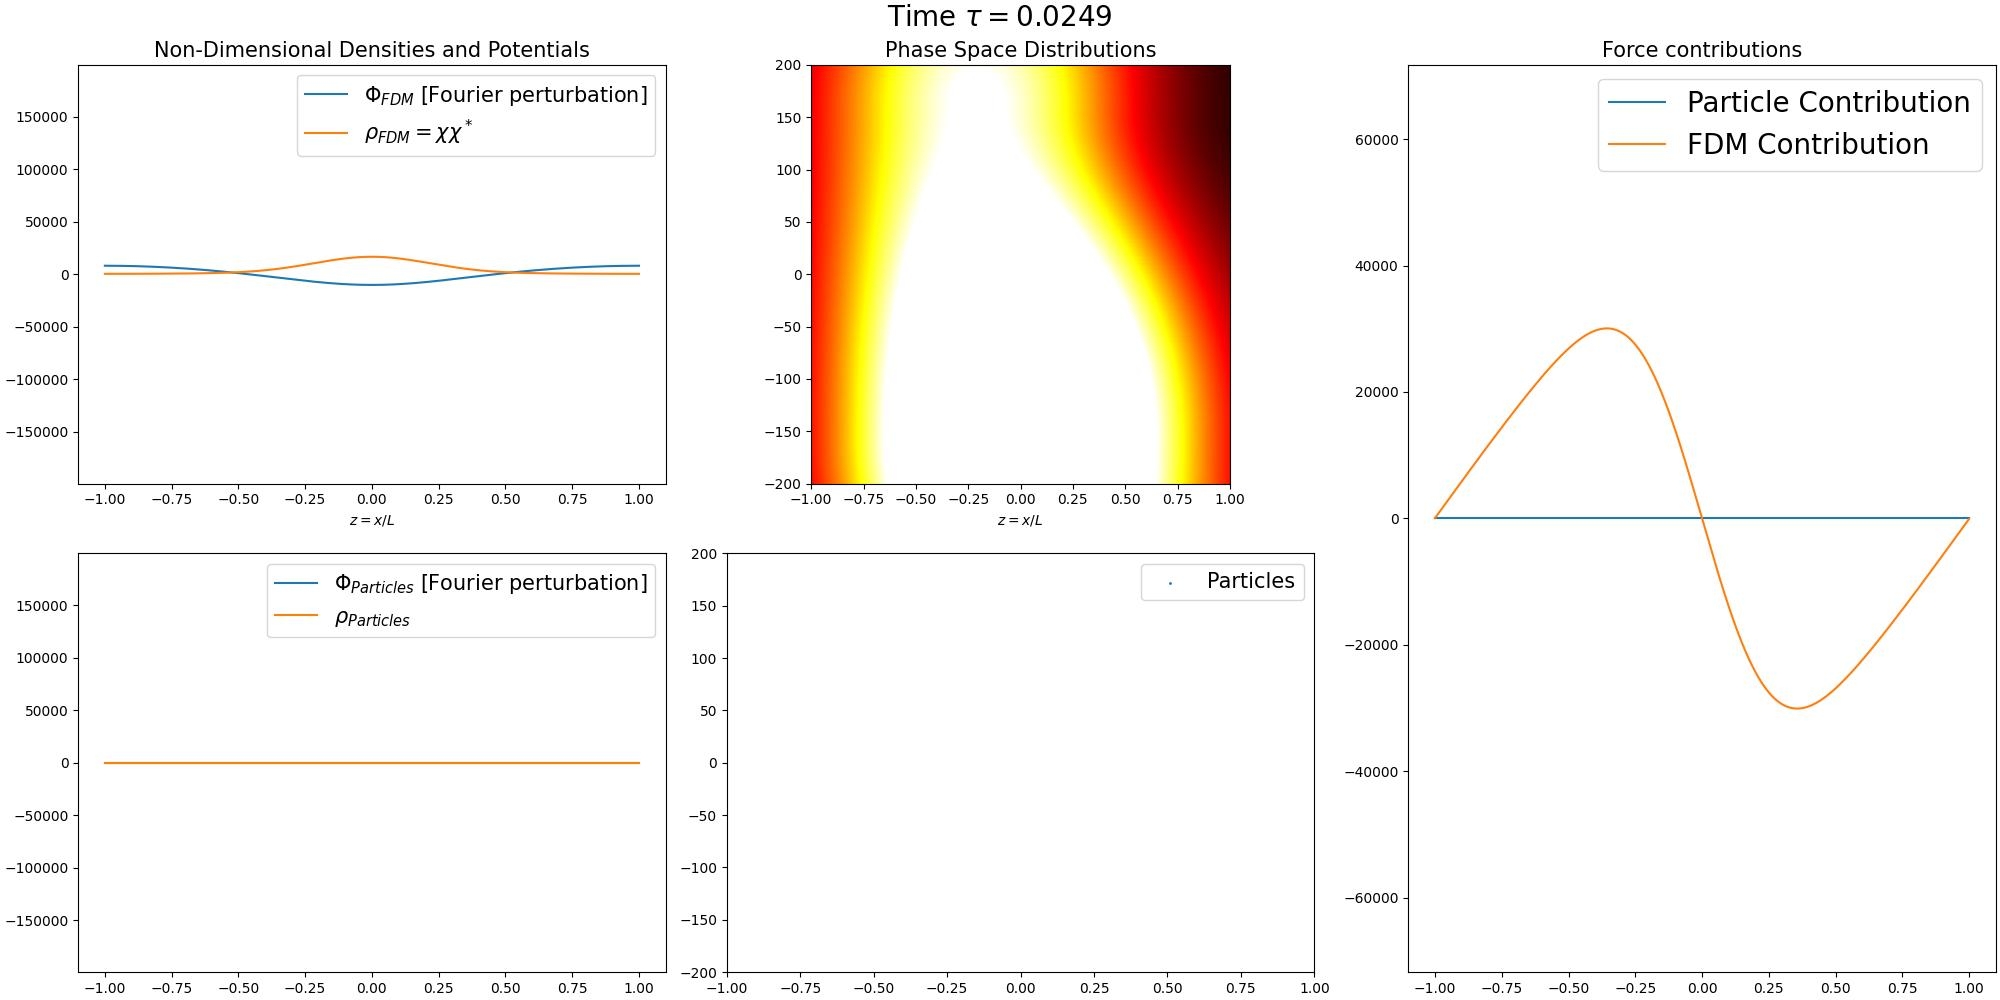 Time τ = 0.0249
Non-Dimensional Densities and Potentials
Φ_FDM [Fourier perturbation]
ρ_FDM = χχ*
150000
100000
50000
0
−50000
−100000
−150000
−1.00 −0.75 −0.50 −0.25 0.00 0.25 0.50 0.75 1.00
z = x/L
Phase Space Distributions
200
150
100
50
0
−50
−100
−150
−200
−1.00 −0.75 −0.50 −0.25 0.00 0.25 0.50 0.75 1.00
z = x/L
Force contributions
Particle Contribution
FDM Contribution
60000
40000
20000
0
−20000
−40000
−60000
−1.00 −0.75 −0.50 −0.25 0.00 0.25 0.50 0.75 1.00
Φ_Particles [Fourier perturbation]
ρ_Particles
150000
100000
50000
0
−50000
−100000
−150000
−1.00 −0.75 −0.50 −0.25 0.00 0.25 0.50 0.75 1.00
Particles
200
150
100
50
0
−50
−100
−150
−200
−1.00 −0.75 −0.50 −0.25 0.00 0.25 0.50 0.75 1.00